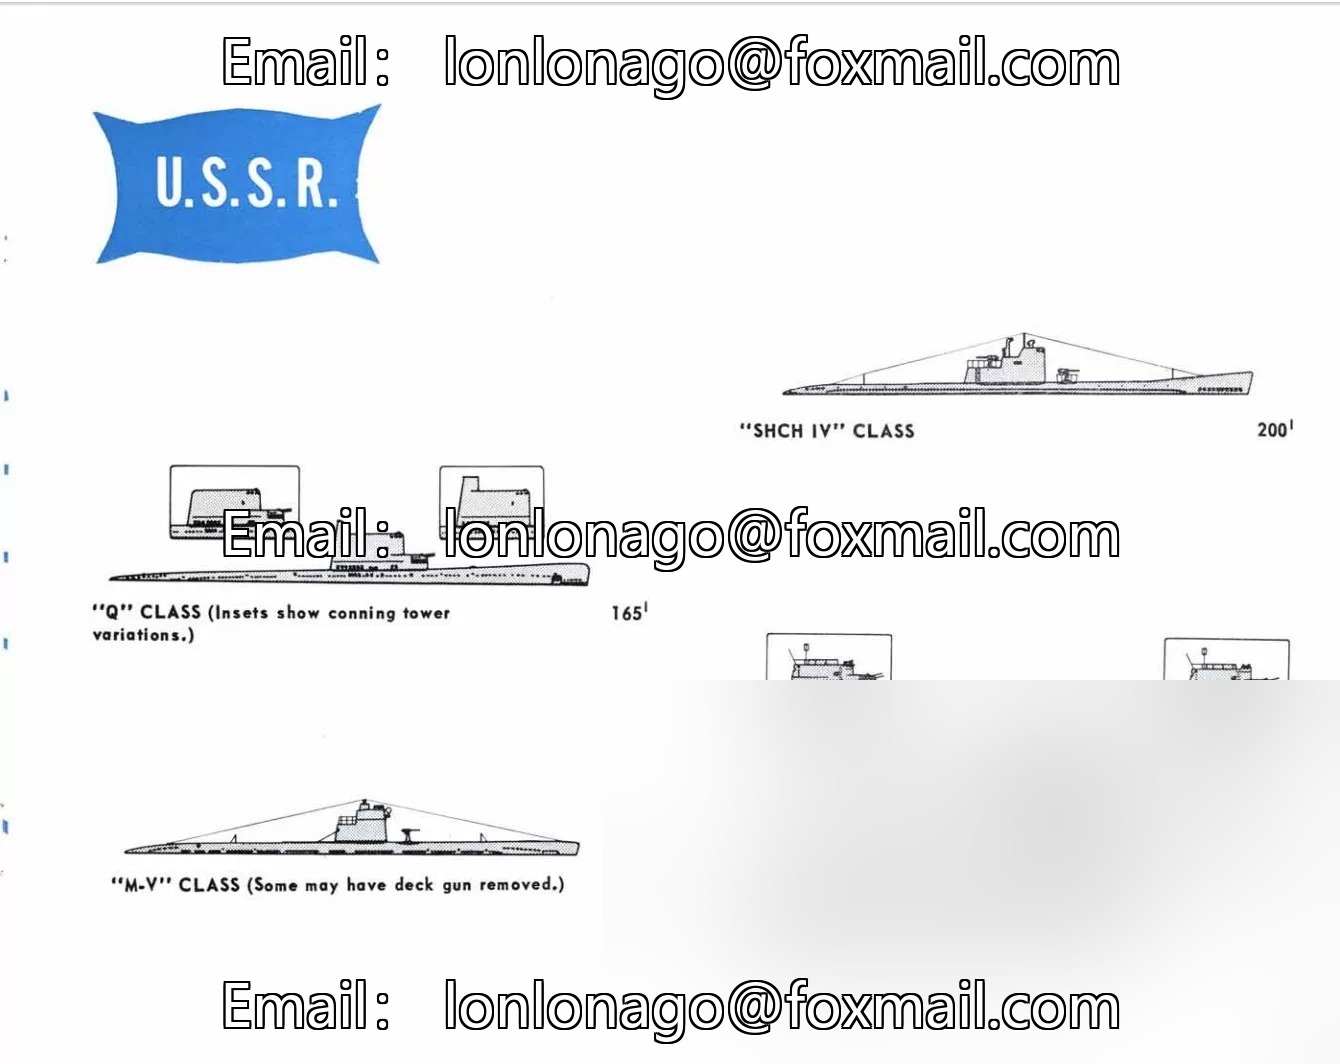 Email: lonlonago@foxmail.com
U.S.S.R.
"SHCH IV" CLASS 200'
Email: lonlonago@foxmail.com
"Q" CLASS (Insets show conning tower 165'
variations.)
"M-V" CLASS (Some may have deck gun removed.)
Email: lonlonago@foxmail.com